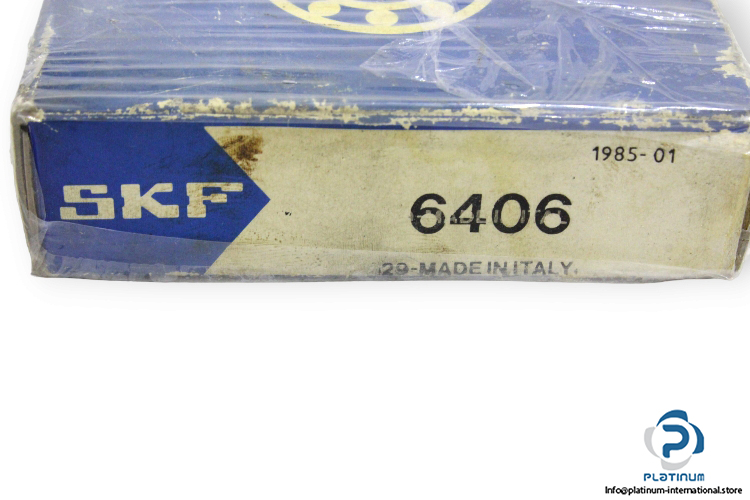 SKF
1985-01
6406
29-MADE IN ITALY.
PLATINUM
Info@platinum-international.store